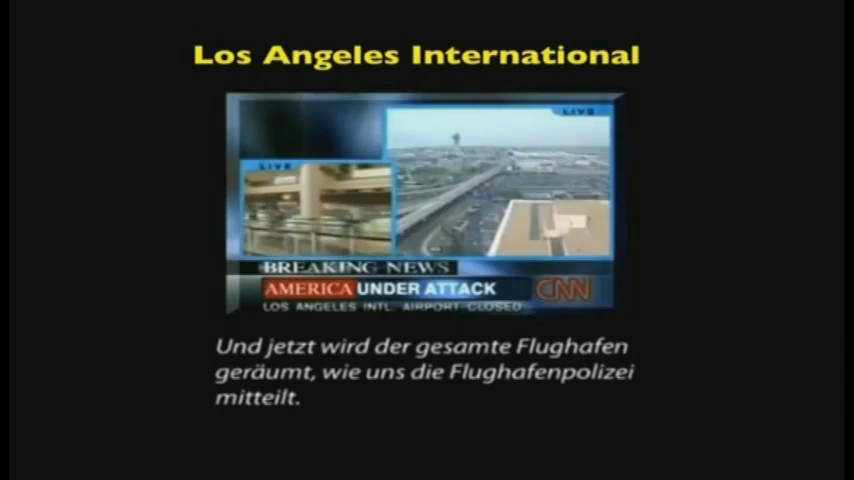 Los Angeles International
LIVE
LIVE
BREAKING NEWS
AMERICA UNDER ATTACK
CNN
LOS ANGELES INTL. AIRPORT CLOSED
Und jetzt wird der gesamte Flughafen
geräumt, wie uns die Flughafenpolizei
mitteilt.